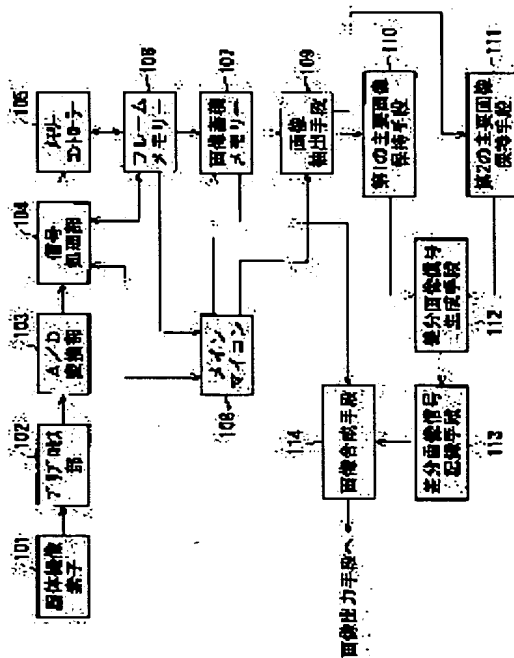 101
固体撮像
素子
102
プリプロセス
部
103
A/D
変換部
104
信号
処理部
105
メモリー
コントローラー
106
フレーム
メモリー
107
画像蓄積
メモリー
108
メイン
マイコン
109
画像
抽出手段
110
第1の主要画像
保持手段
111
第2の主要画像
保持手段
112
差分画像信号
生成手段
113
差分画像信号
記録手段
114
画像合成手段
画像出力手段へ